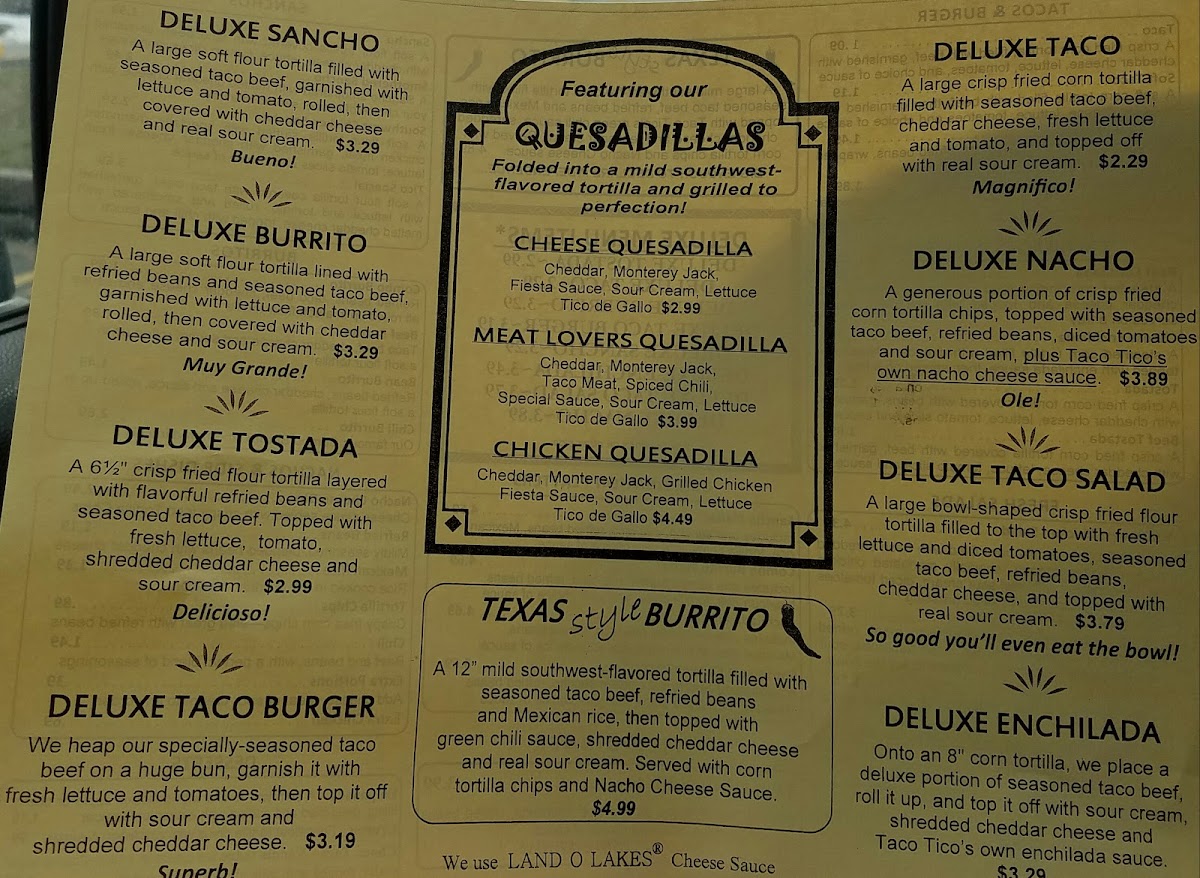 DELUXE SANCHO
A large soft flour tortilla filled with
seasoned taco beef, garnished with
lettuce and tomato, rolled, then
covered with cheddar cheese
and real sour cream. $3.29
Bueno!
DELUXE BURRITO
A large soft flour tortilla lined with
refried beans and seasoned taco beef,
garnished with lettuce and tomato,
rolled, then covered with cheddar
cheese and sour cream. $3.29
Muy Grande!
DELUXE TOSTADA
A 6½" crisp fried flour tortilla layered
with flavorful refried beans and
seasoned taco beef. Topped with
fresh lettuce, tomato,
shredded cheddar cheese and
sour cream. $2.99
Delicioso!
DELUXE TACO BURGER
We heap our specially-seasoned taco
beef on a huge bun, garnish it with
fresh lettuce and tomatoes, then top it off
with sour cream and
shredded cheddar cheese. $3.19
Superb!
Featuring our
QUESADILLAS
Folded into a mild southwest-
flavored tortilla and grilled to
perfection!
CHEESE QUESADILLA
Cheddar, Monterey Jack,
Fiesta Sauce, Sour Cream, Lettuce
Tico de Gallo $2.99
MEAT LOVERS QUESADILLA
Cheddar, Monterey Jack,
Taco Meat, Spiced Chili,
Special Sauce, Sour Cream, Lettuce
Tico de Gallo $3.99
CHICKEN QUESADILLA
Cheddar, Monterey Jack, Grilled Chicken
Fiesta Sauce, Sour Cream, Lettuce
Tico de Gallo $4.49
TEXAS style BURRITO
A 12" mild southwest-flavored tortilla filled with
seasoned taco beef, refried beans
and Mexican rice, then topped with
green chili sauce, shredded cheddar cheese
and real sour cream. Served with corn
tortilla chips and Nacho Cheese Sauce.
$4.99
We use LAND O LAKES® Cheese Sauce
DELUXE TACO
A large crisp fried corn tortilla
filled with seasoned taco beef,
cheddar cheese, fresh lettuce
and tomato, and topped off
with real sour cream. $2.29
Magnifico!
DELUXE NACHO
A generous portion of crisp fried
corn tortilla chips, topped with seasoned
taco beef, refried beans, diced tomatoes
and sour cream, plus Taco Tico's
own nacho cheese sauce. $3.89
Ole!
DELUXE TACO SALAD
A large bowl-shaped crisp fried flour
tortilla filled to the top with fresh
lettuce and diced tomatoes, seasoned
taco beef, refried beans,
cheddar cheese, and topped with
real sour cream. $3.79
So good you'll even eat the bowl!
DELUXE ENCHILADA
Onto an 8" corn tortilla, we place a
deluxe portion of seasoned taco beef,
roll it up, and top it off with sour cream,
shredded cheddar cheese and
Taco Tico's own enchilada sauce.
$3.29